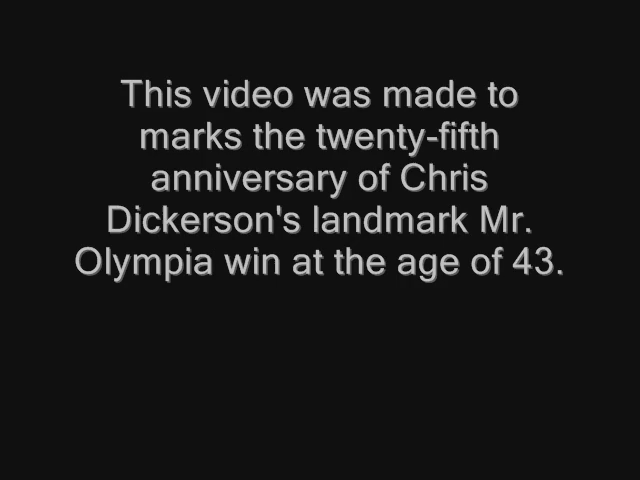 This video was made to
marks the twenty-fifth
anniversary of Chris
Dickerson's landmark Mr.
Olympia win at the age of 43.